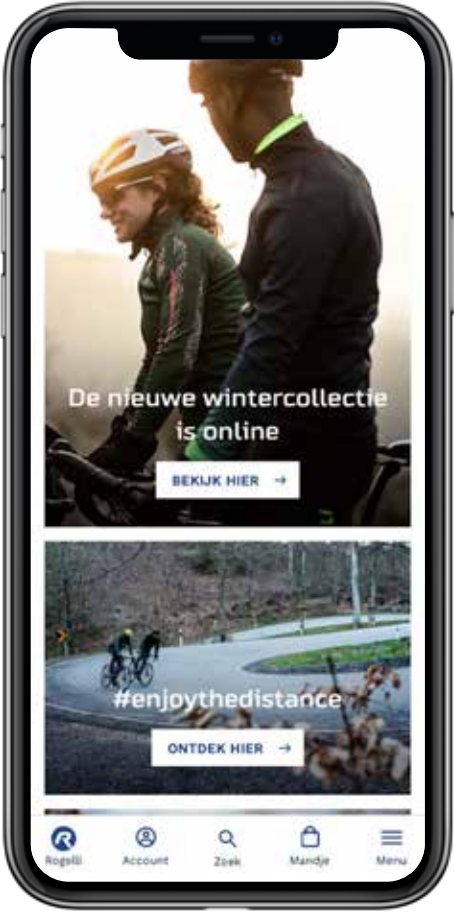 De nieuwe wintercollectie
is online
BEKIJK HIER
#enjoythedistance
ONTDEK HIER
Rogelli
Account
Zoek
Mandje
Menu